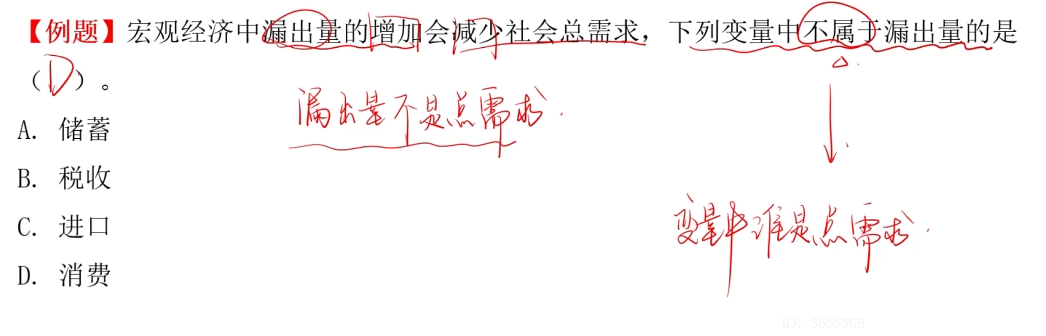 【例题】宏观经济中漏出量的增加会减少社会总需求，下列变量中不属于漏出量的是
（D）。
漏出量不是总需求.
A. 储蓄
B. 税收
变量中谁是总需求.
C. 进口
D. 消费
ID: 3555369